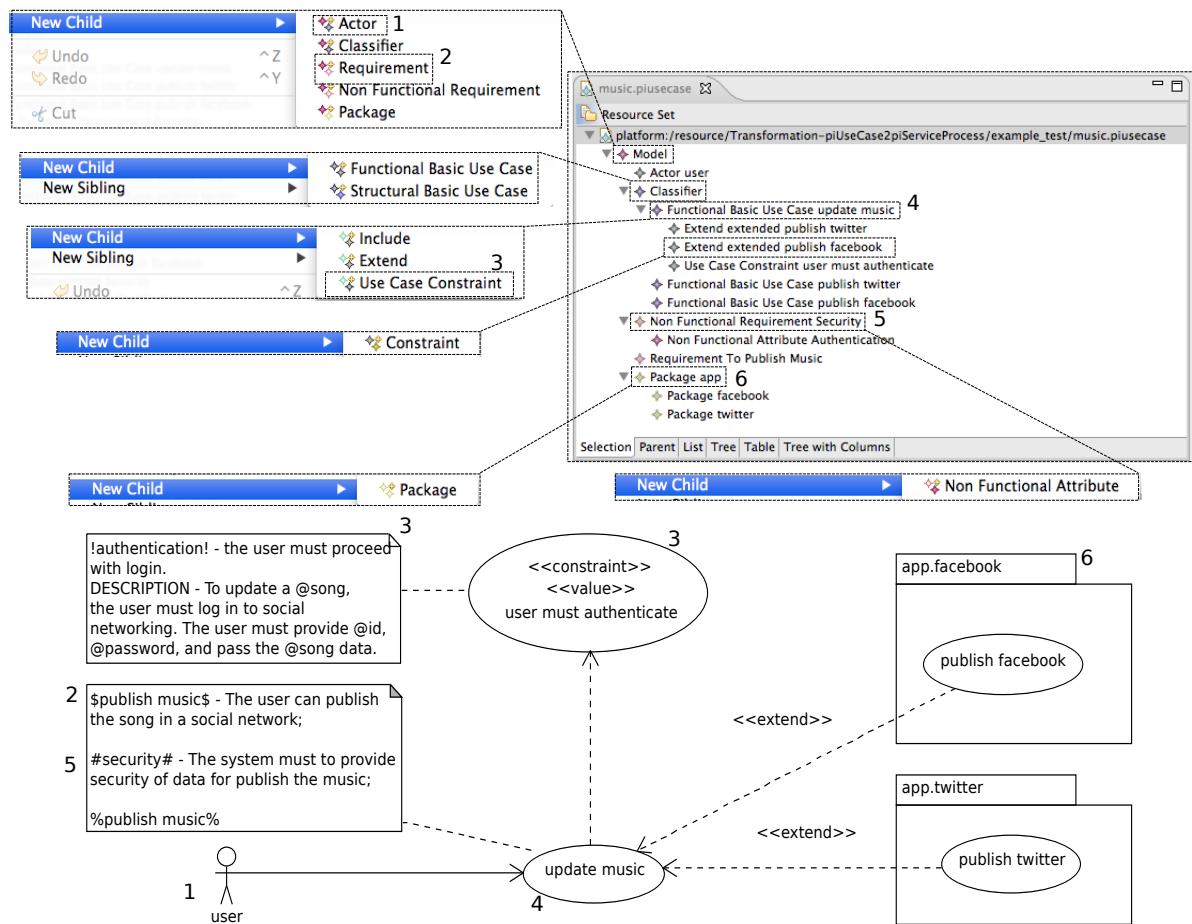 New Child
Undo ^Z
Redo ^Y
Cut
Actor
1
Classifier
2
Requirement
Non Functional Requirement
Package
music.piusecase
Resource Set
platform:/resource/Transformation-piUseCase2piServiceProcess/example_test/music.piusecase
Model
Actor user
Classifier
Functional Basic Use Case update music
4
Extend extended publish twitter
Extend extended publish facebook
Use Case Constraint user must authenticate
Functional Basic Use Case publish twitter
Functional Basic Use Case publish facebook
Non Functional Requirement Security
5
Non Functional Attribute Authentication
Requirement To Publish Music
Package app
6
Package facebook
Package twitter
Selection Parent List Tree Table Tree with Columns
New Child
New Sibling
Functional Basic Use Case
Structural Basic Use Case
New Child
New Sibling
Undo ^Z
Include
Extend
3
Use Case Constraint
New Child
Constraint
New Child
Package
New Child
Non Functional Attribute
3
!authentication! - the user must proceed
with login.
DESCRIPTION - To update a @song,
the user must log in to social
networking. The user must provide @id,
@password, and pass the @song data.
3
<<constraint>>
<<value>>
user must authenticate
6
app.facebook
publish facebook
2
$publish music$ - The user can publish
the song in a social network;
5
#security# - The system must to provide
security of data for publish the music;
%publish music%
<<extend>>
app.twitter
<<extend>>
publish twitter
update music
4
1
user